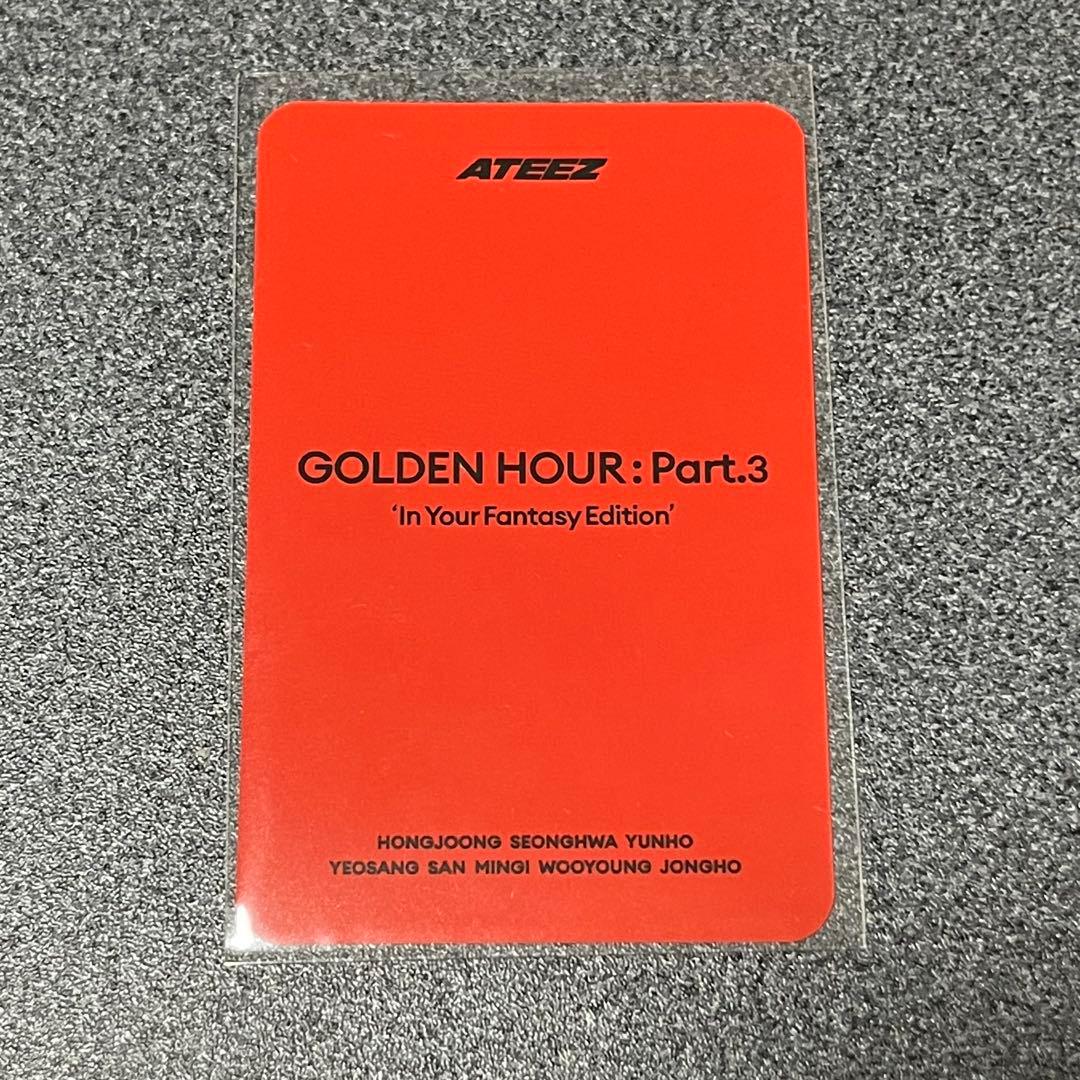 ATEEZ
GOLDEN HOUR : Part.3
‘In Your Fantasy Edition’
HONGJOONG SEONGHWA YUNHO
YEOSANG SAN MINGI WOOYOUNG JONGHO